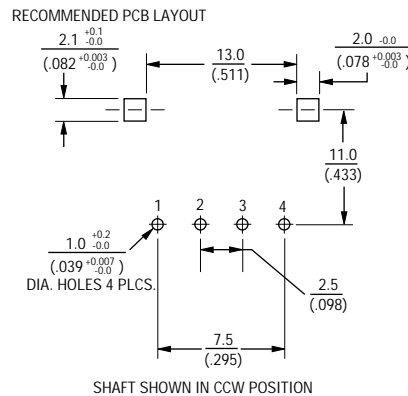 RECOMMENDED PCB LAYOUT
2.1 +0.1 -0.0
(.082 +0.003 -0.0)
13.0
(.511)
2.0 -0.0
(.078 +0.003 -0.0)
11.0
(.433)
1 2 3 4
1.0 +0.2 -0.0
(.039 +0.007 -0.0)
DIA. HOLES 4 PLCS.
2.5
(.098)
7.5
(.295)
SHAFT SHOWN IN CCW POSITION